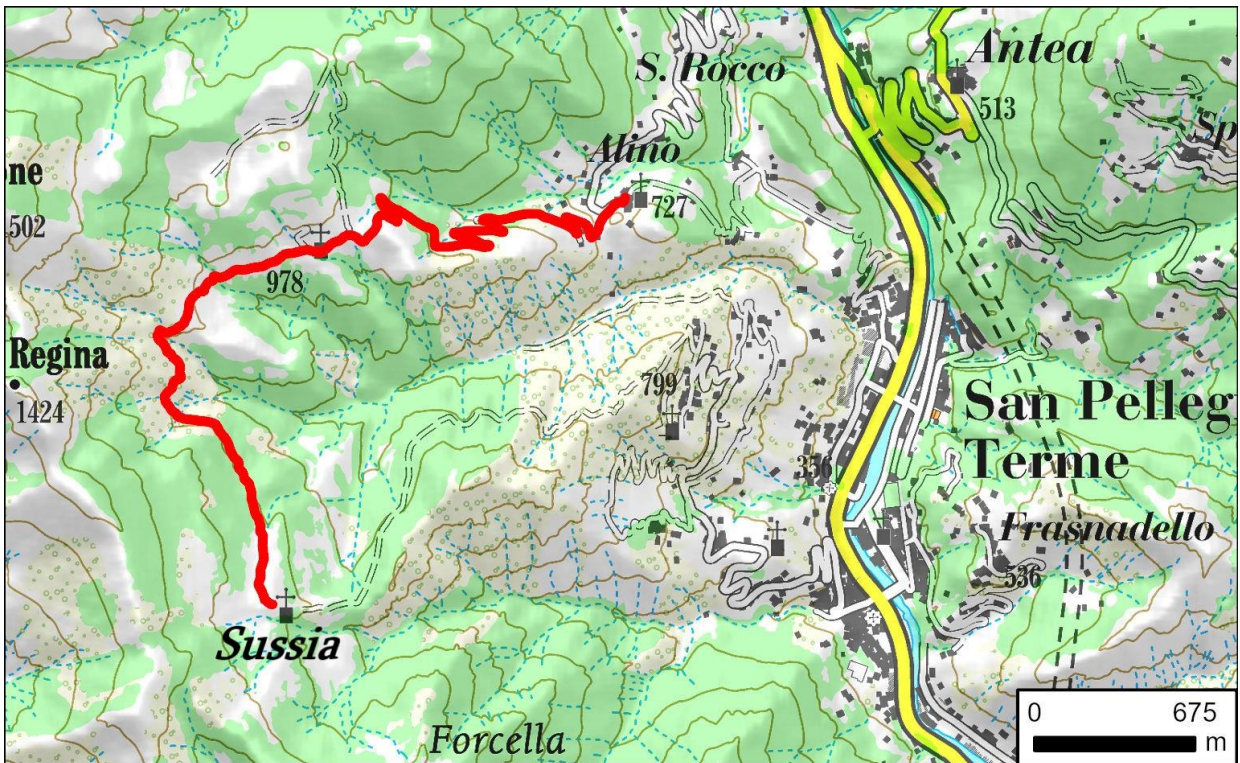 Antea
S. Rocco
513
Sp
Alino
ne
727
502
978
Regina
799
1424
San Pelleg
Terme
356
Frasnadello
536
Sussia
0 675
m
Forcella